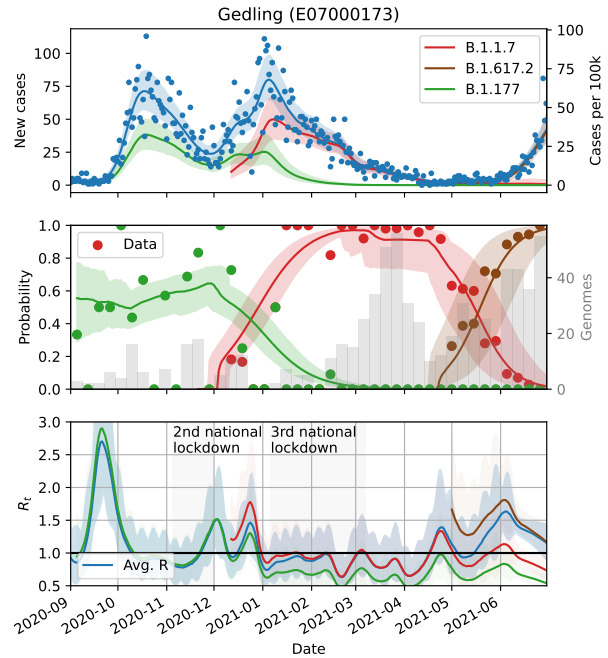 Gedling (E07000173)
New cases
100
75
50
25
0
B.1.1.7
B.1.617.2
B.1.177
100
75
50
25
0
Cases per 100k
Probability
1.0
0.8
0.6
0.4
0.2
0.0
Data
40
20
0
Genomes
Rt
3.0
2.5
2.0
1.5
1.0
0.5
2nd national
lockdown
3rd national
lockdown
Avg. R
2020-09
2020-10
2020-11
2020-12
2021-01
2021-02
2021-03
2021-04
2021-05
2021-06
Date